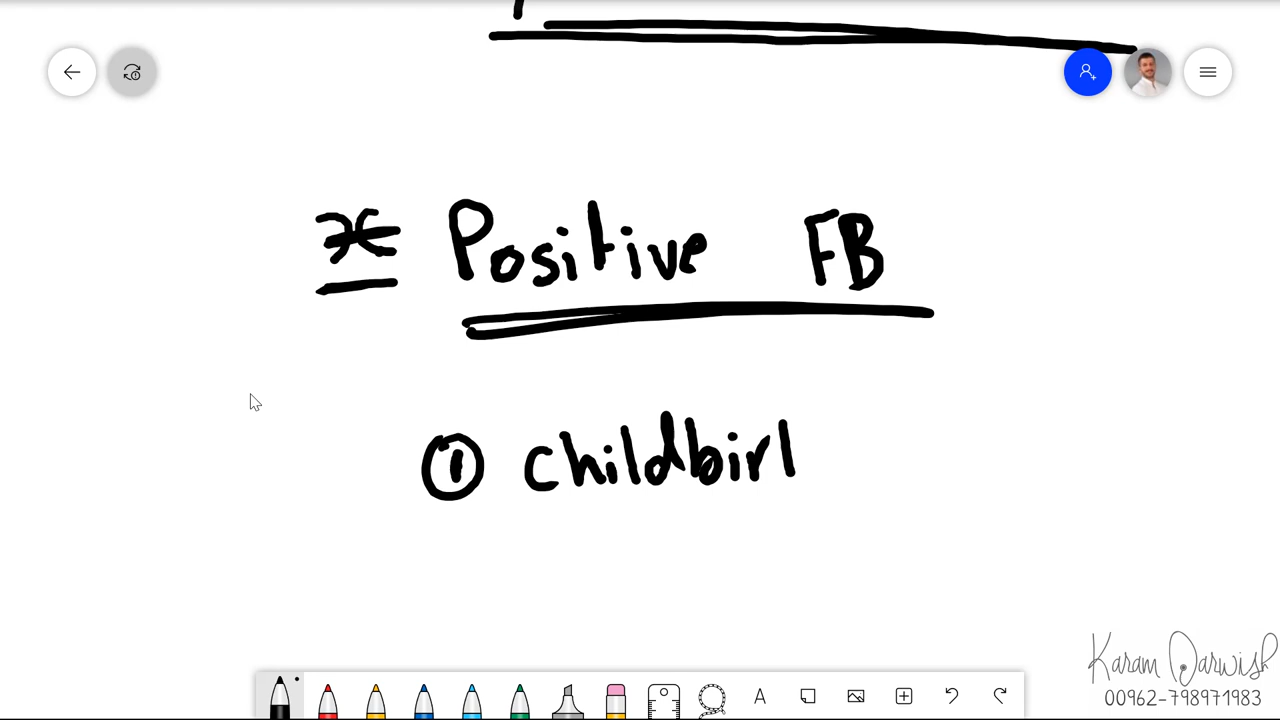 * Positive FB
① childbirl
A
Karam Darwish
00962-798971983